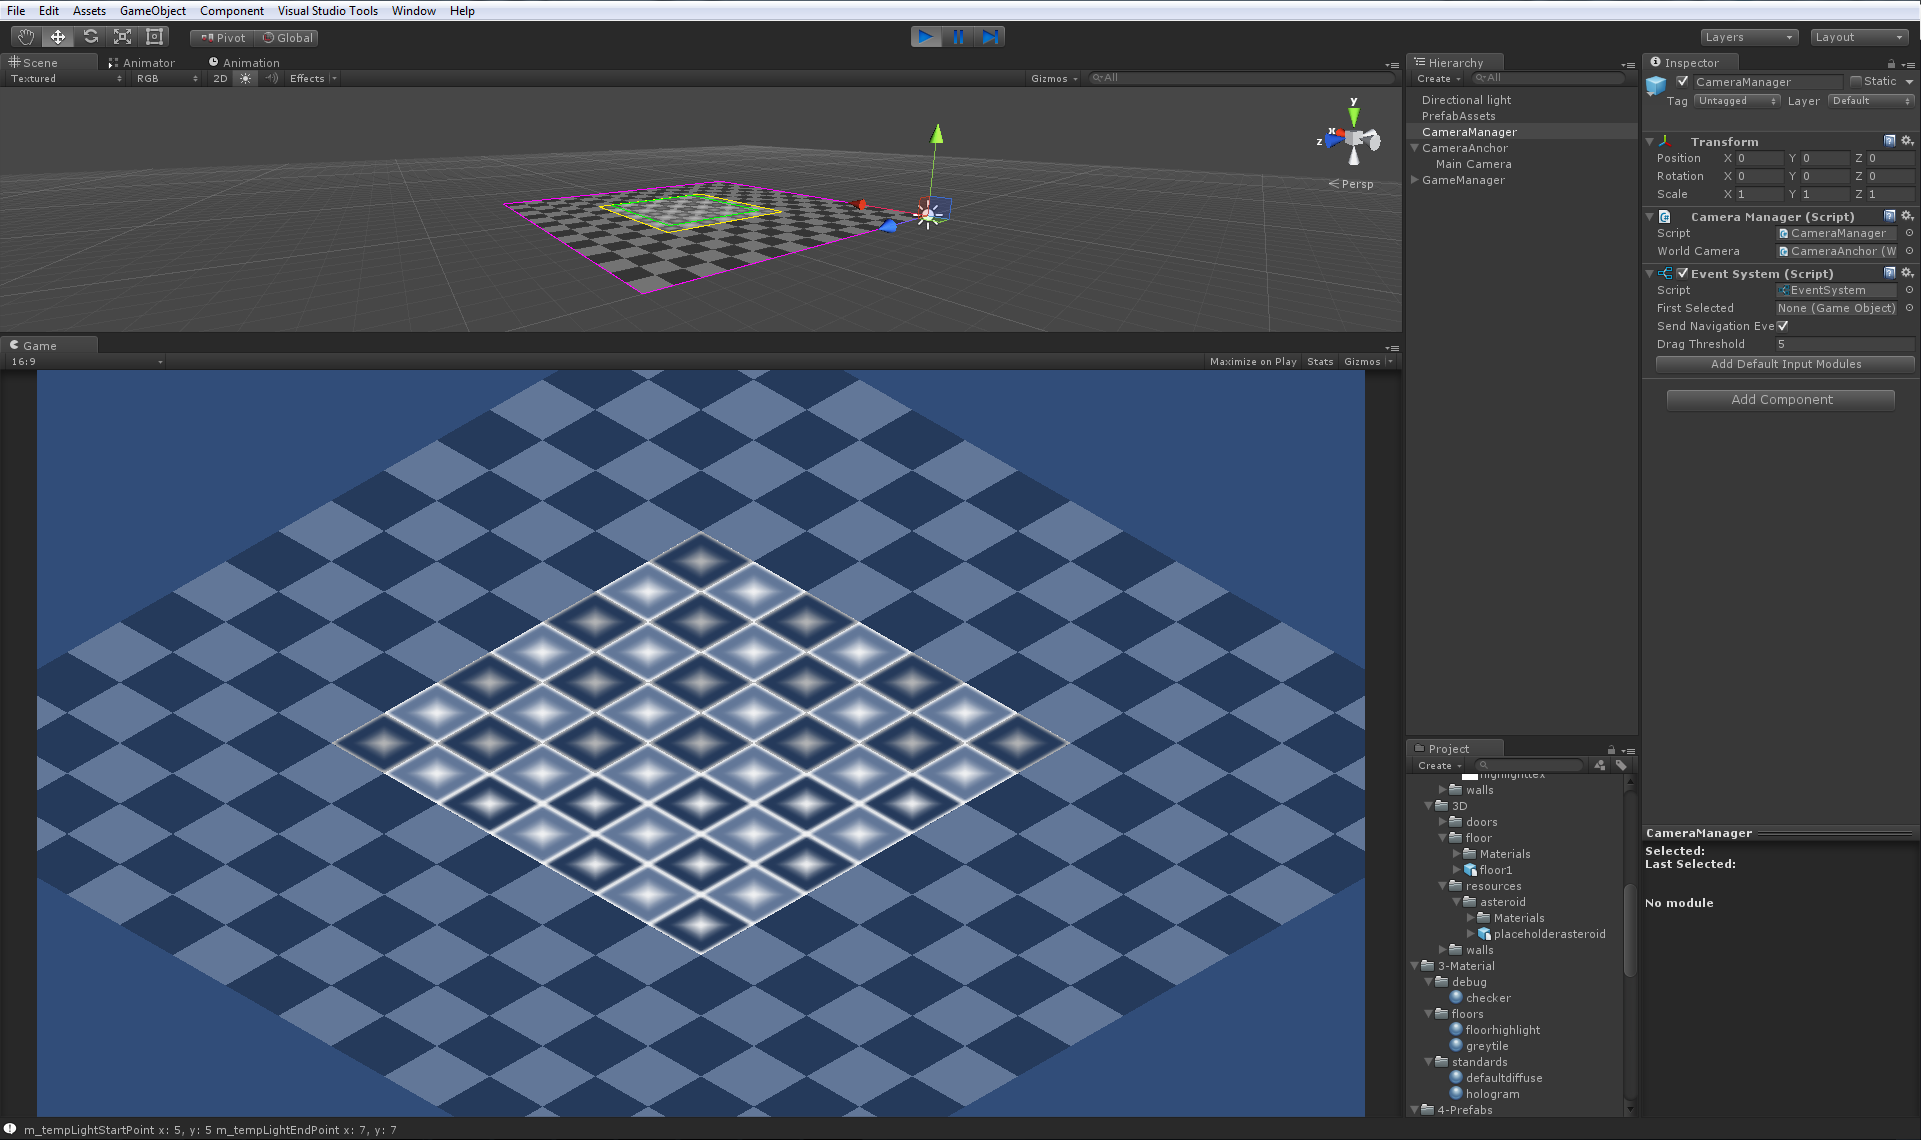 File Edit Assets GameObject Component Visual Studio Tools Window Help
Pivot Global Layers Layout
Scene Animator Animation
Textured RGB 2D Effects Gizmos All
y
x
z
Persp
Game
16:9 Maximize on Play Stats Gizmos
Hierarchy
Create All
Directional light
PrefabAssets
CameraManager
CameraAnchor
Main Camera
GameManager
Project
Create
highlighttex
walls
3D
doors
floor
Materials
floor1
resources
asteroid
Materials
placeholderasteroid
walls
3-Material
debug
checker
floors
floorhighlight
greytile
standards
defaultdiffuse
hologram
4-Prefabs
Inspector
CameraManager Static
Tag Untagged Layer Default
Transform
Position X 0 Y 0 Z 0
Rotation X 0 Y 0 Z 0
Scale X 1 Y 1 Z 1
Camera Manager (Script)
Script CameraManager
World Camera CameraAnchor (W
Event System (Script)
Script EventSystem
First Selected None (Game Object)
Send Navigation Eve
Drag Threshold 5
Add Default Input Modules
Add Component
CameraManager
Selected:
Last Selected:
No module
m_tempLightStartPoint x: 5, y: 5 m_tempLightEndPoint x: 7, y: 7